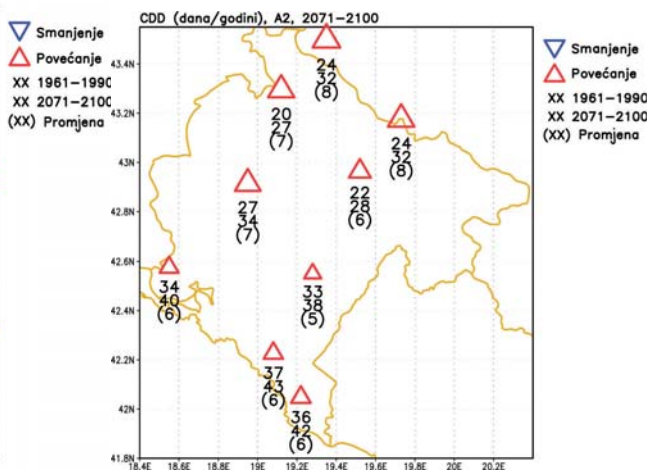 CDD (dana/godini), A2, 2071−2100
Smanjenje
Povećanje
XX 1961−1990
XX 2071−2100
(XX) Promjena
43.4N
43.2N
43N
42.8N
42.6N
42.4N
42.2N
42N
41.8N
24
32
(8)
20
27
(7)
24
32
(8)
22
28
(6)
27
34
(7)
34
40
(6)
33
38
(5)
37
43
(6)
36
42
(6)
18.4E 18.6E 18.8E 19E 19.2E 19.4E 19.6E 19.8E 20E 20.2E
Smanjenje
Povećanje
XX 1961−1990
XX 2071−2100
(XX) Promjena